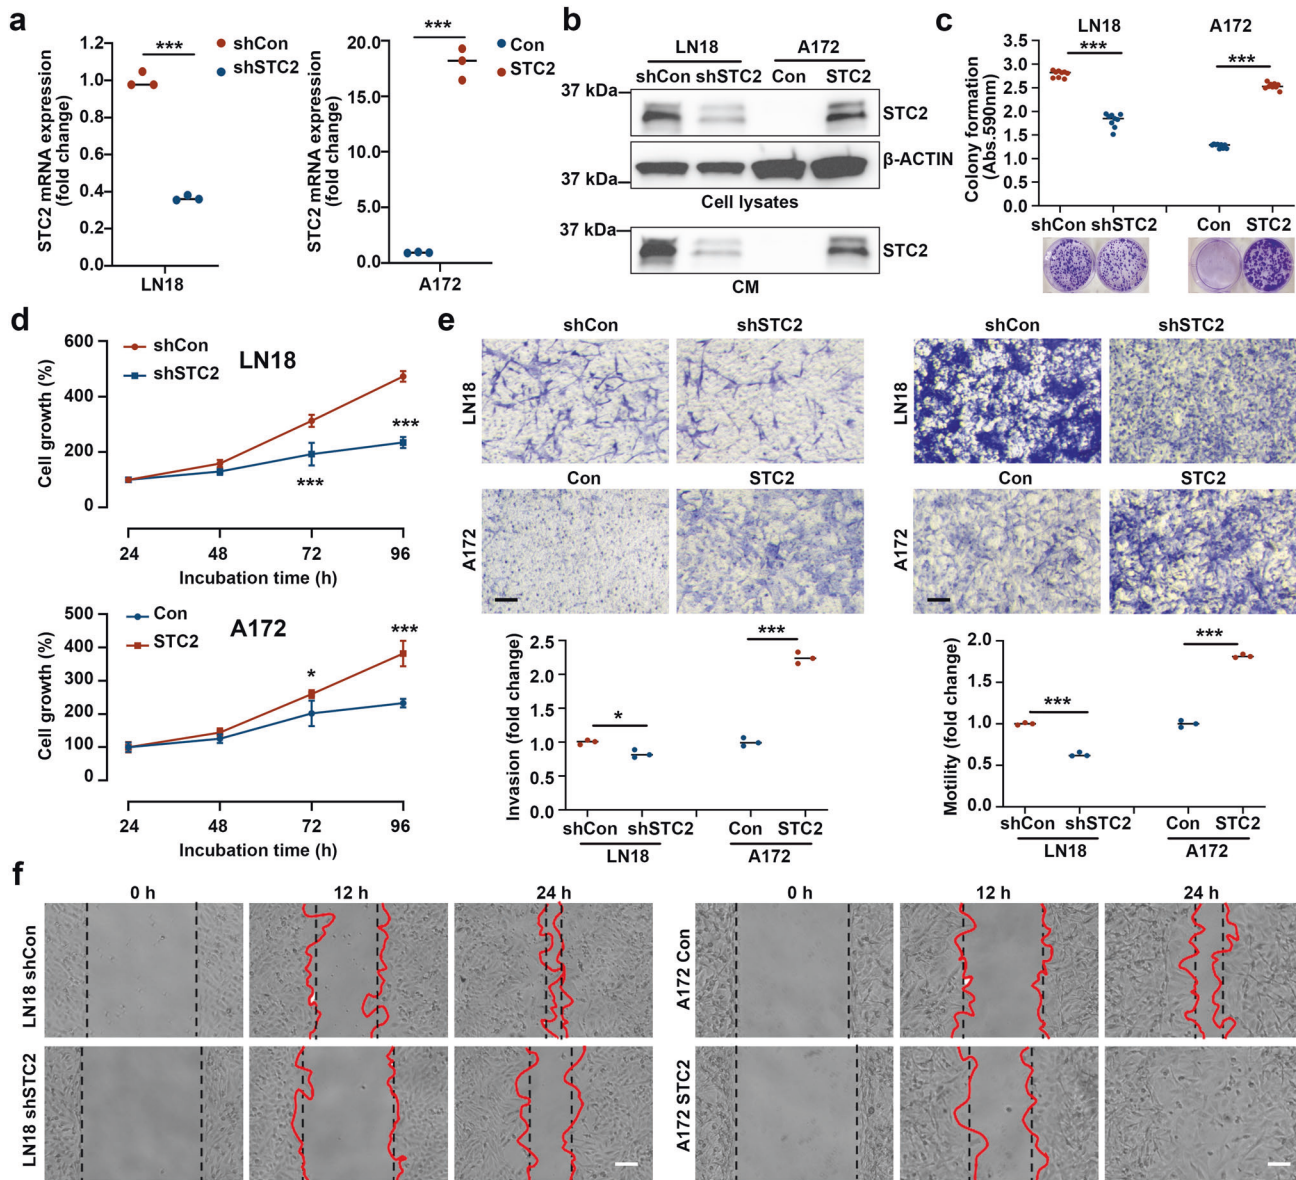 a
STC2 mRNA expression
(fold change)
1.2
1.0
0.8
0.6
0.4
0.2
0.0
***
shCon
shSTC2
LN18
STC2 mRNA expression
(fold change)
20.0
15.0
10.0
5.0
0.0
***
Con
STC2
A172
b
LN18 A172
shCon shSTC2 Con STC2
37 kDa
STC2
β-ACTIN
37 kDa
Cell lysates
37 kDa
STC2
CM
c
LN18 A172
Colony formation
(Abs.590nm)
3.5
3.0
2.5
2.0
1.5
1.0
0.5
0.0
***
***
shCon shSTC2 Con STC2
d
LN18
shCon
shSTC2
Cell growth (%)
600
400
200
0
***
***
24 48 72 96
Incubation time (h)
A172
Con
STC2
Cell growth (%)
500
400
300
200
100
0
*
***
24 48 72 96
Incubation time (h)
e
shCon shSTC2
LN18
Con STC2
A172
shCon shSTC2
LN18
Con STC2
A172
Invasion (fold change)
2.5
2.0
1.5
1.0
0.5
0.0
*
***
shCon shSTC2 Con STC2
LN18 A172
Motility (fold change)
2.0
1.5
1.0
0.5
0.0
***
***
shCon shSTC2 Con STC2
LN18 A172
f
0 h 12 h 24 h
LN18 shCon
LN18 shSTC2
0 h 12 h 24 h
A172 Con
A172 STC2